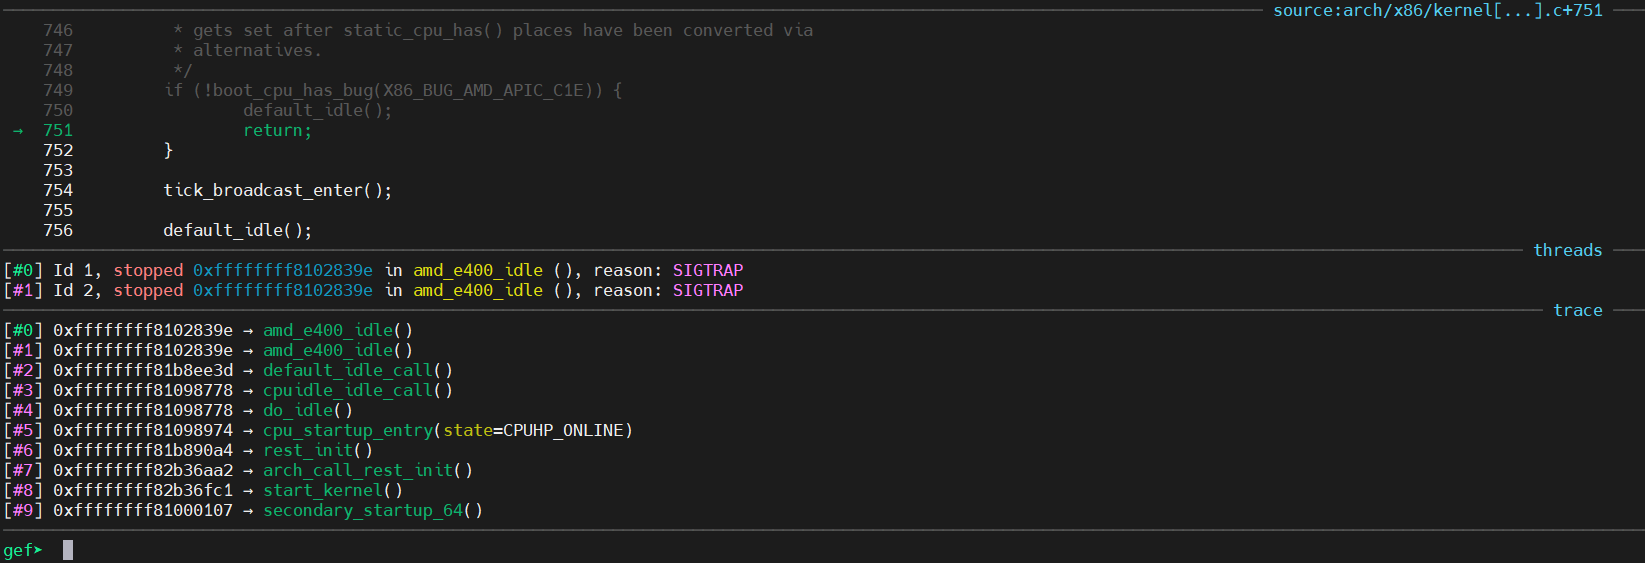 source:arch/x86/kernel[...].c+751
746 * gets set after static_cpu_has() places have been converted via
747 * alternatives.
748 */
749 if (!boot_cpu_has_bug(X86_BUG_AMD_APIC_C1E)) {
750 default_idle();
→ 751 return;
752 }
753
754 tick_broadcast_enter();
755
756 default_idle();
threads
[#0] Id 1, stopped 0xffffffff8102839e in amd_e400_idle (), reason: SIGTRAP
[#1] Id 2, stopped 0xffffffff8102839e in amd_e400_idle (), reason: SIGTRAP
trace
[#0] 0xffffffff8102839e → amd_e400_idle()
[#1] 0xffffffff8102839e → amd_e400_idle()
[#2] 0xffffffff81b8ee3d → default_idle_call()
[#3] 0xffffffff81098778 → cpuidle_idle_call()
[#4] 0xffffffff81098778 → do_idle()
[#5] 0xffffffff81098974 → cpu_startup_entry(state=CPUHP_ONLINE)
[#6] 0xffffffff81b890a4 → rest_init()
[#7] 0xffffffff82b36aa2 → arch_call_rest_init()
[#8] 0xffffffff82b36fc1 → start_kernel()
[#9] 0xffffffff81000107 → secondary_startup_64()
gef➤